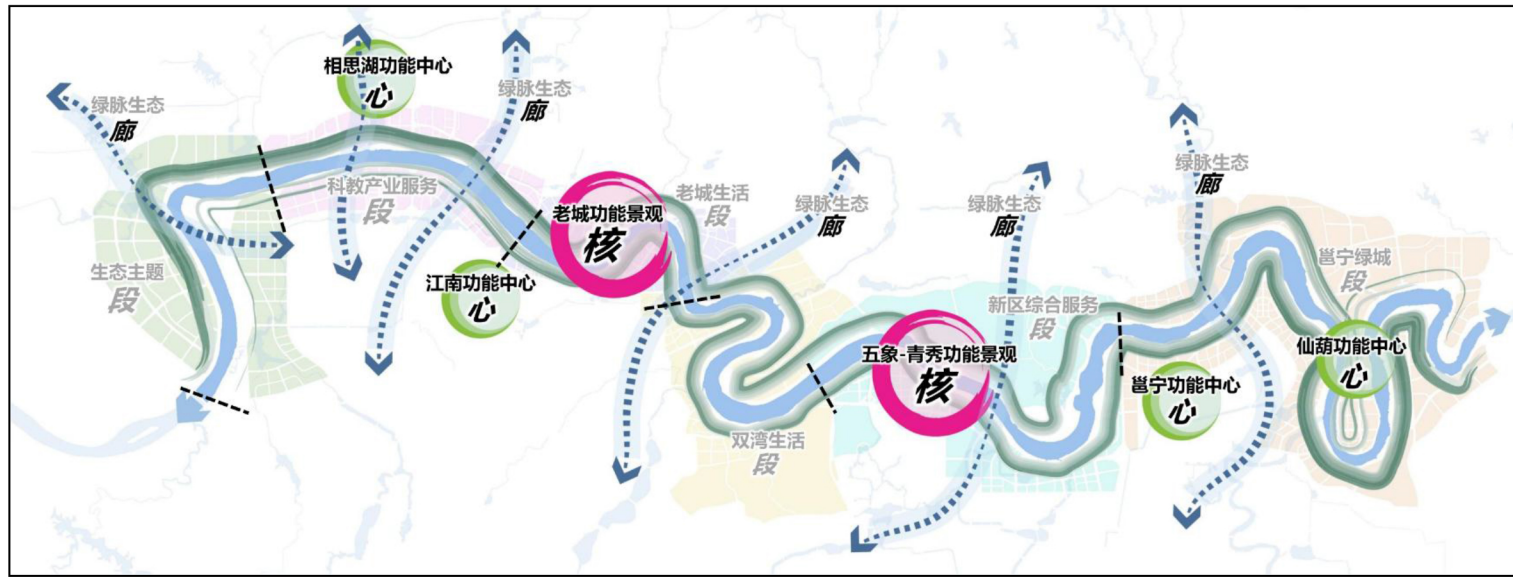 相思湖功能中心
心
绿脉生态
廊
绿脉生态
廊
科教产业服务
段
生态主题
段
老城功能景观
核
江南功能中心
心
老城生活
段
绿脉生态
廊
双湾生活
段
五象-青秀功能景观
核
绿脉生态
廊
新区综合服务
段
绿脉生态
廊
邕宁功能中心
心
邕宁绿城
段
仙葫功能中心
心